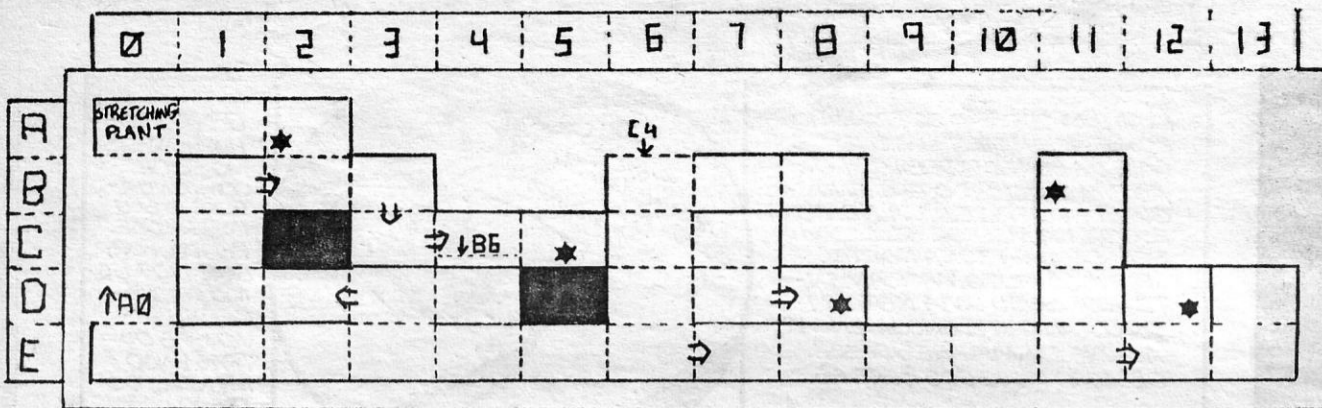 Ø 1 2 3 4 5 6 7 8 9 10 11 12 13
A
STRETCHING
PLANT
C4
↓
B
C
↓B6
D
↑AØ
E